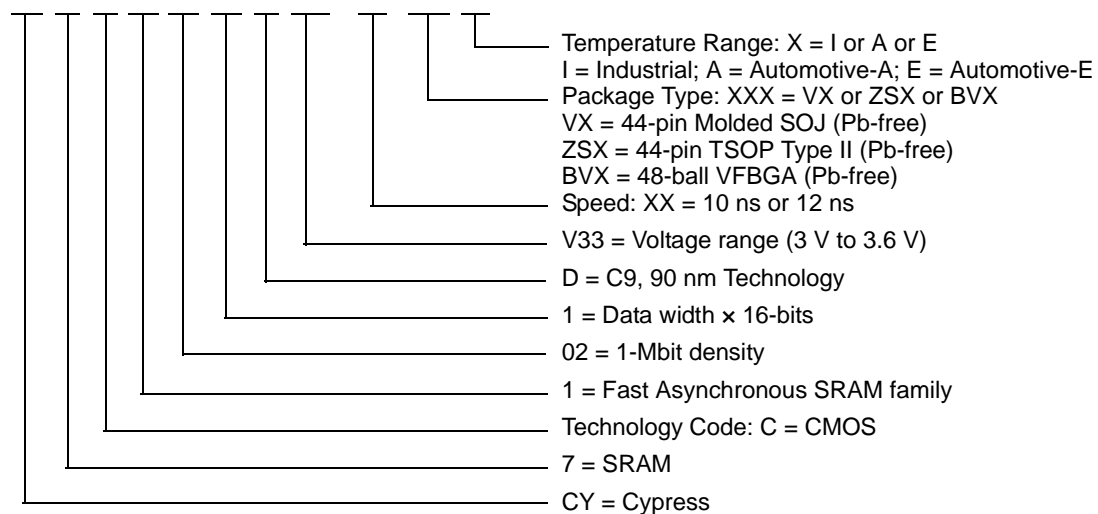 Temperature Range: X = I or A or E
I = Industrial; A = Automotive-A; E = Automotive-E
Package Type: XXX = VX or ZSX or BVX
VX = 44-pin Molded SOJ (Pb-free)
ZSX = 44-pin TSOP Type II (Pb-free)
BVX = 48-ball VFBGA (Pb-free)
Speed: XX = 10 ns or 12 ns
V33 = Voltage range (3 V to 3.6 V)
D = C9, 90 nm Technology
1 = Data width × 16-bits
02 = 1-Mbit density
1 = Fast Asynchronous SRAM family
Technology Code: C = CMOS
7 = SRAM
CY = Cypress